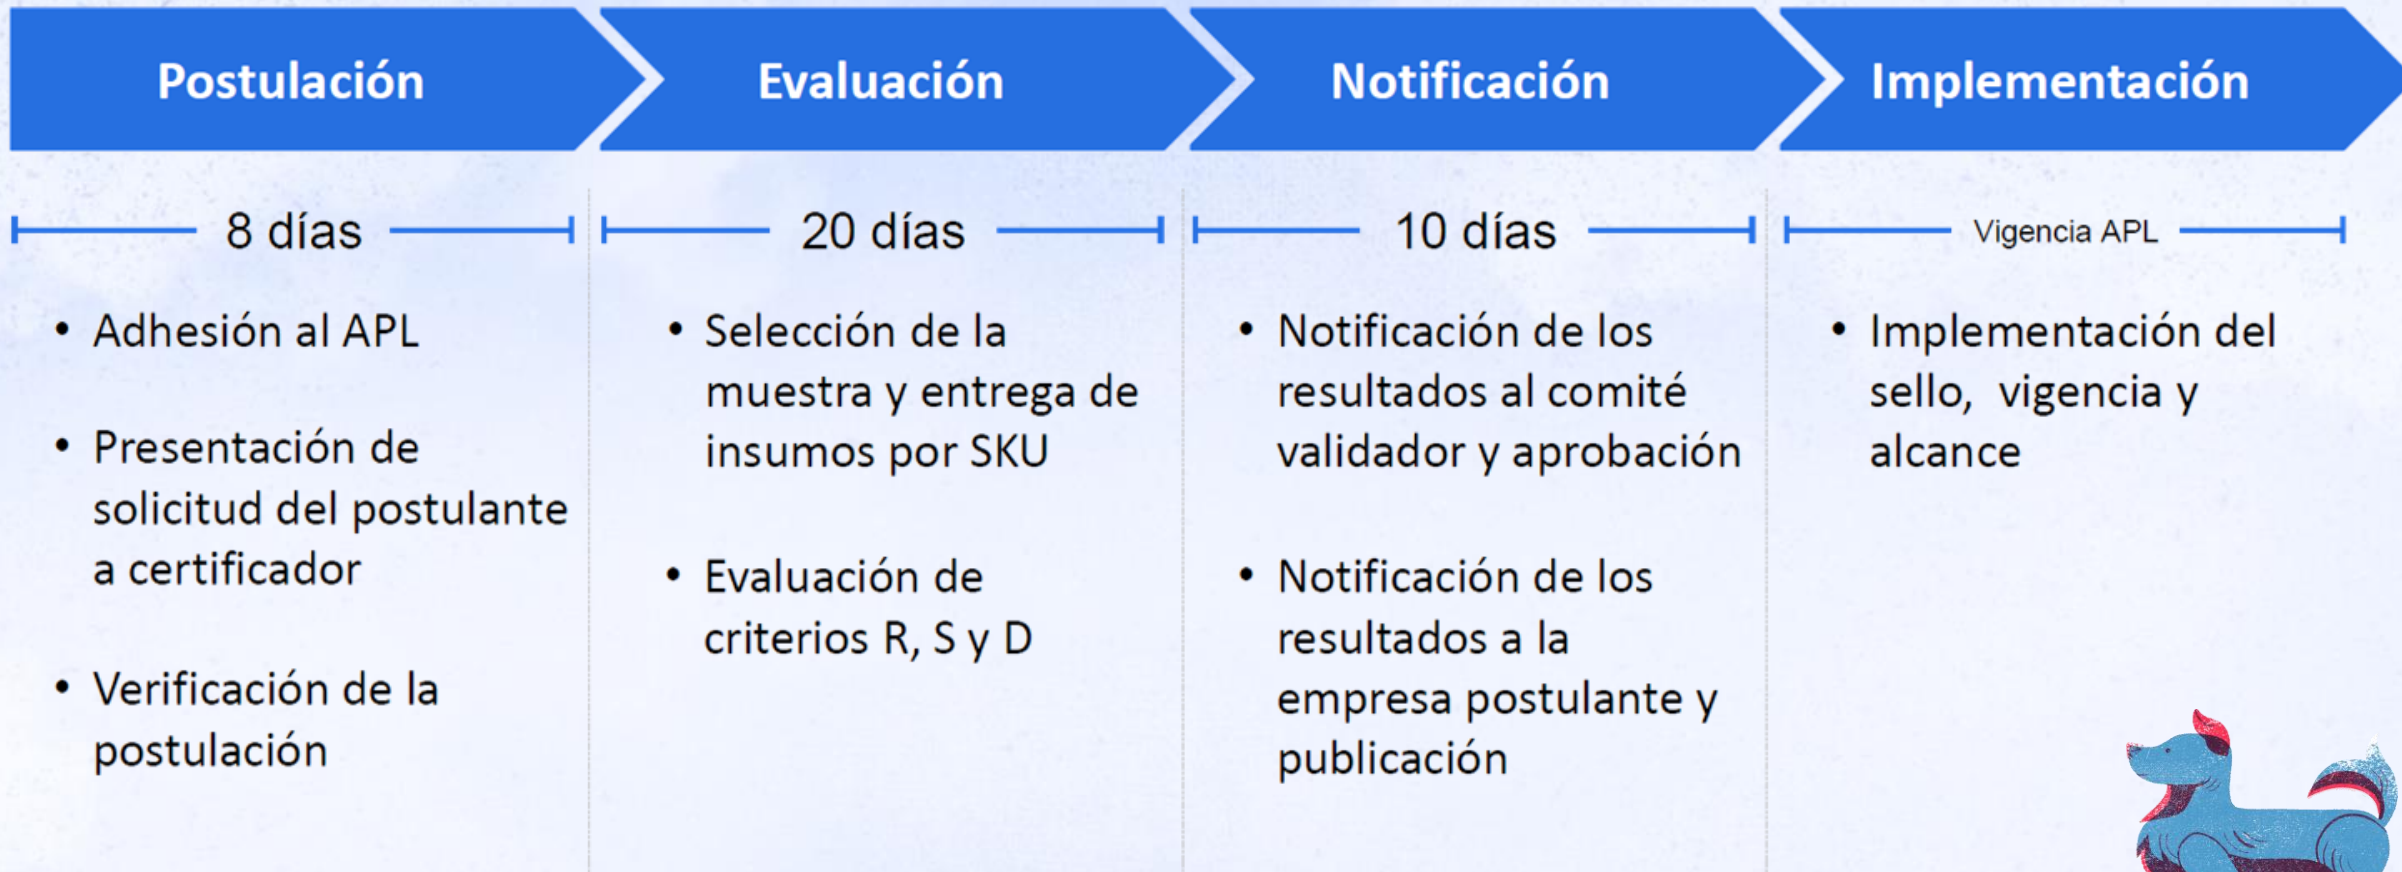 Postulación
Evaluación
Notificación
Implementación
8 días
20 días
10 días
Vigencia APL
• Adhesión al APL
• Presentación de
solicitud del postulante
a certificador
• Verificación de la
postulación
• Selección de la
muestra y entrega de
insumos por SKU
• Evaluación de
criterios R, S y D
• Notificación de los
resultados al comité
validador y aprobación
• Notificación de los
resultados a la
empresa postulante y
publicación
• Implementación del
sello, vigencia y
alcance